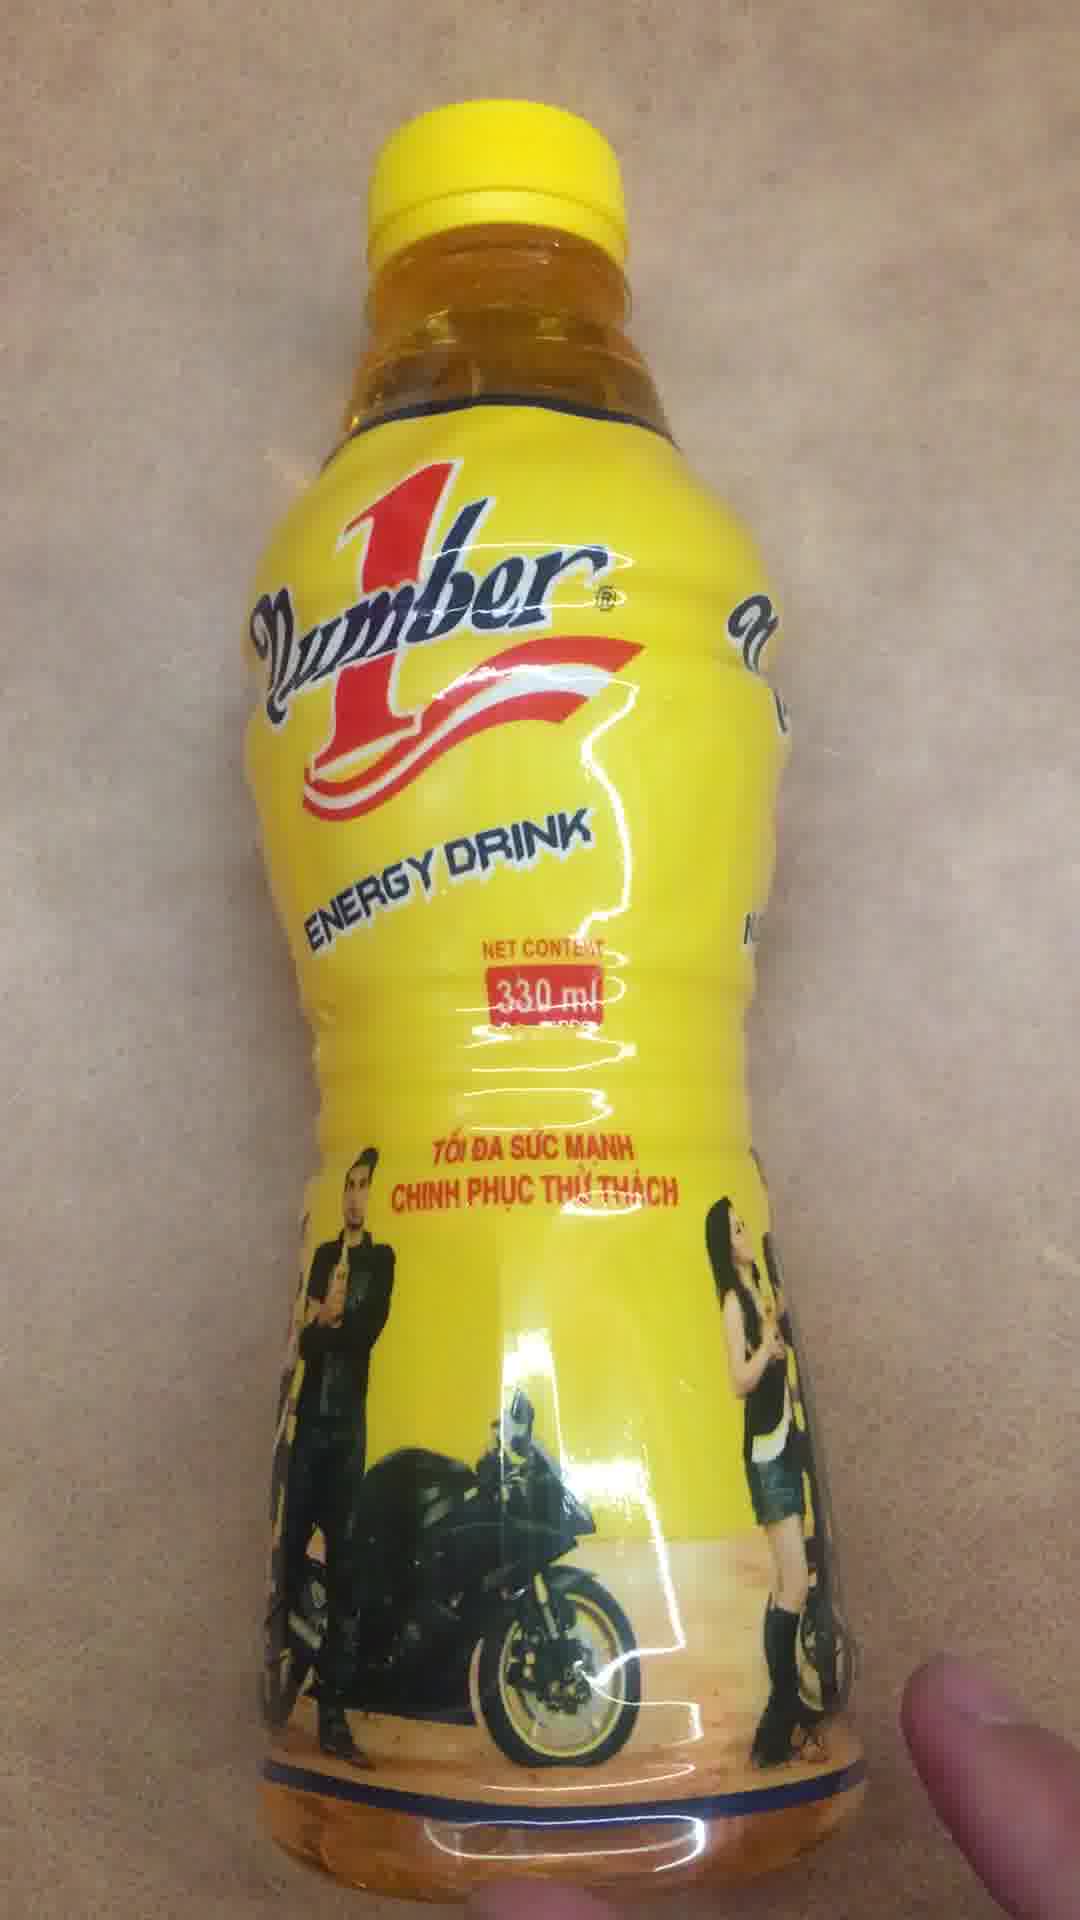 Number 1 ®
ENERGY DRINK
NET CONTENT
330 ml
TỐI ĐA SỨC MẠNH
CHINH PHỤC THỬ THÁCH